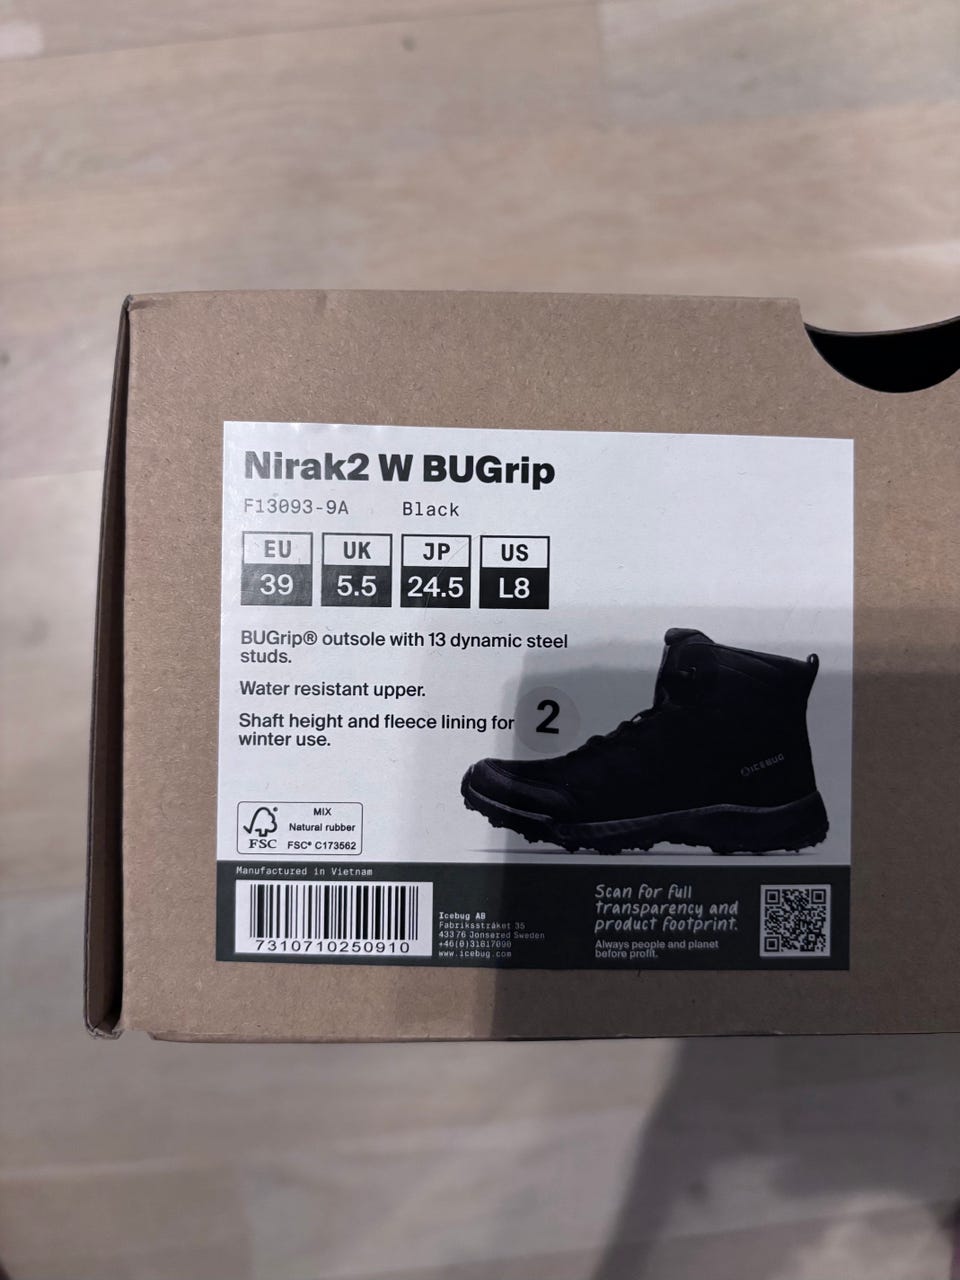 Nirak2 W BUGrip
F13093-9A Black
EU UK JP US
39 5.5 24.5 L8
BUGrip® outsole with 13 dynamic steel
studs.
Water resistant upper.
Shaft height and fleece lining for
winter use.
2
ICEBUG
FSC
MIX
Natural rubber
FSC® C173562
Manufactured in Vietnam
7310710250910
Icebug AB
Fabriksstråket 35
433 76 Jonsered Sweden
+46(0)31817090
www.icebug.com
Scan for full
transparency and
product footprint.
Always people and planet
before profit.